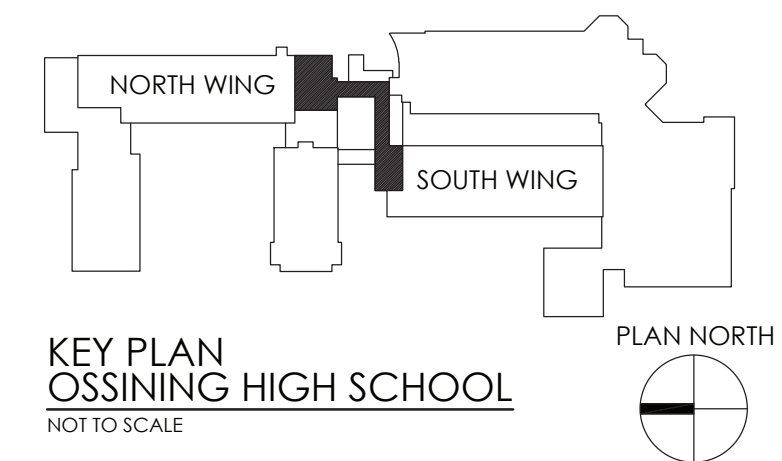 NORTH WING
SOUTH WING
KEY PLAN
OSSINING HIGH SCHOOL
NOT TO SCALE
PLAN NORTH